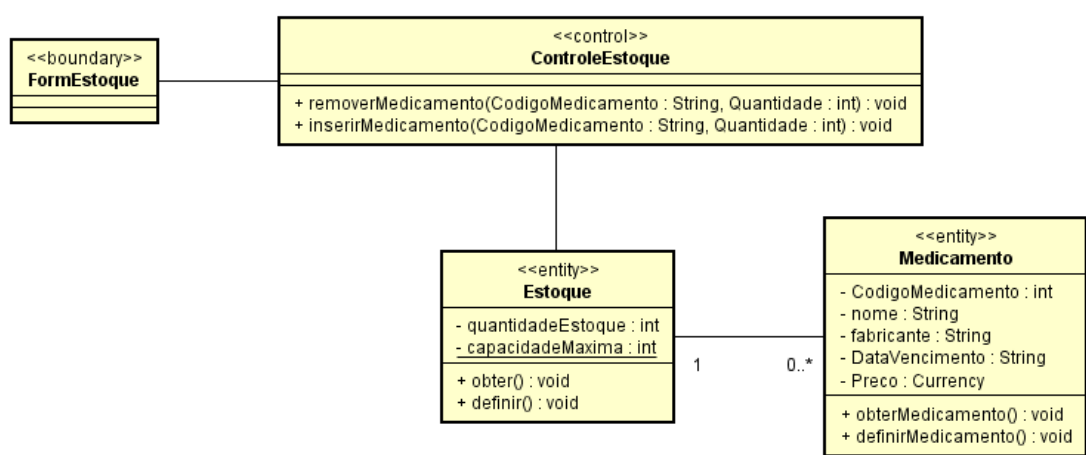 <<boundary>>
FormEstoque
<<control>>
ControleEstoque
+ removerMedicamento(CodigoMedicamento : String, Quantidade : int) : void
+ inserirMedicamento(CodigoMedicamento : String, Quantidade : int) : void
<<entity>>
Estoque
- quantidadeEstoque : int
- capacidadeMaxima : int
+ obter() : void
+ definir() : void
1
0..*
<<entity>>
Medicamento
- CodigoMedicamento : int
- nome : String
- fabricante : String
- DataVencimento : String
- Preco : Currency
+ obterMedicamento() : void
+ definirMedicamento() : void